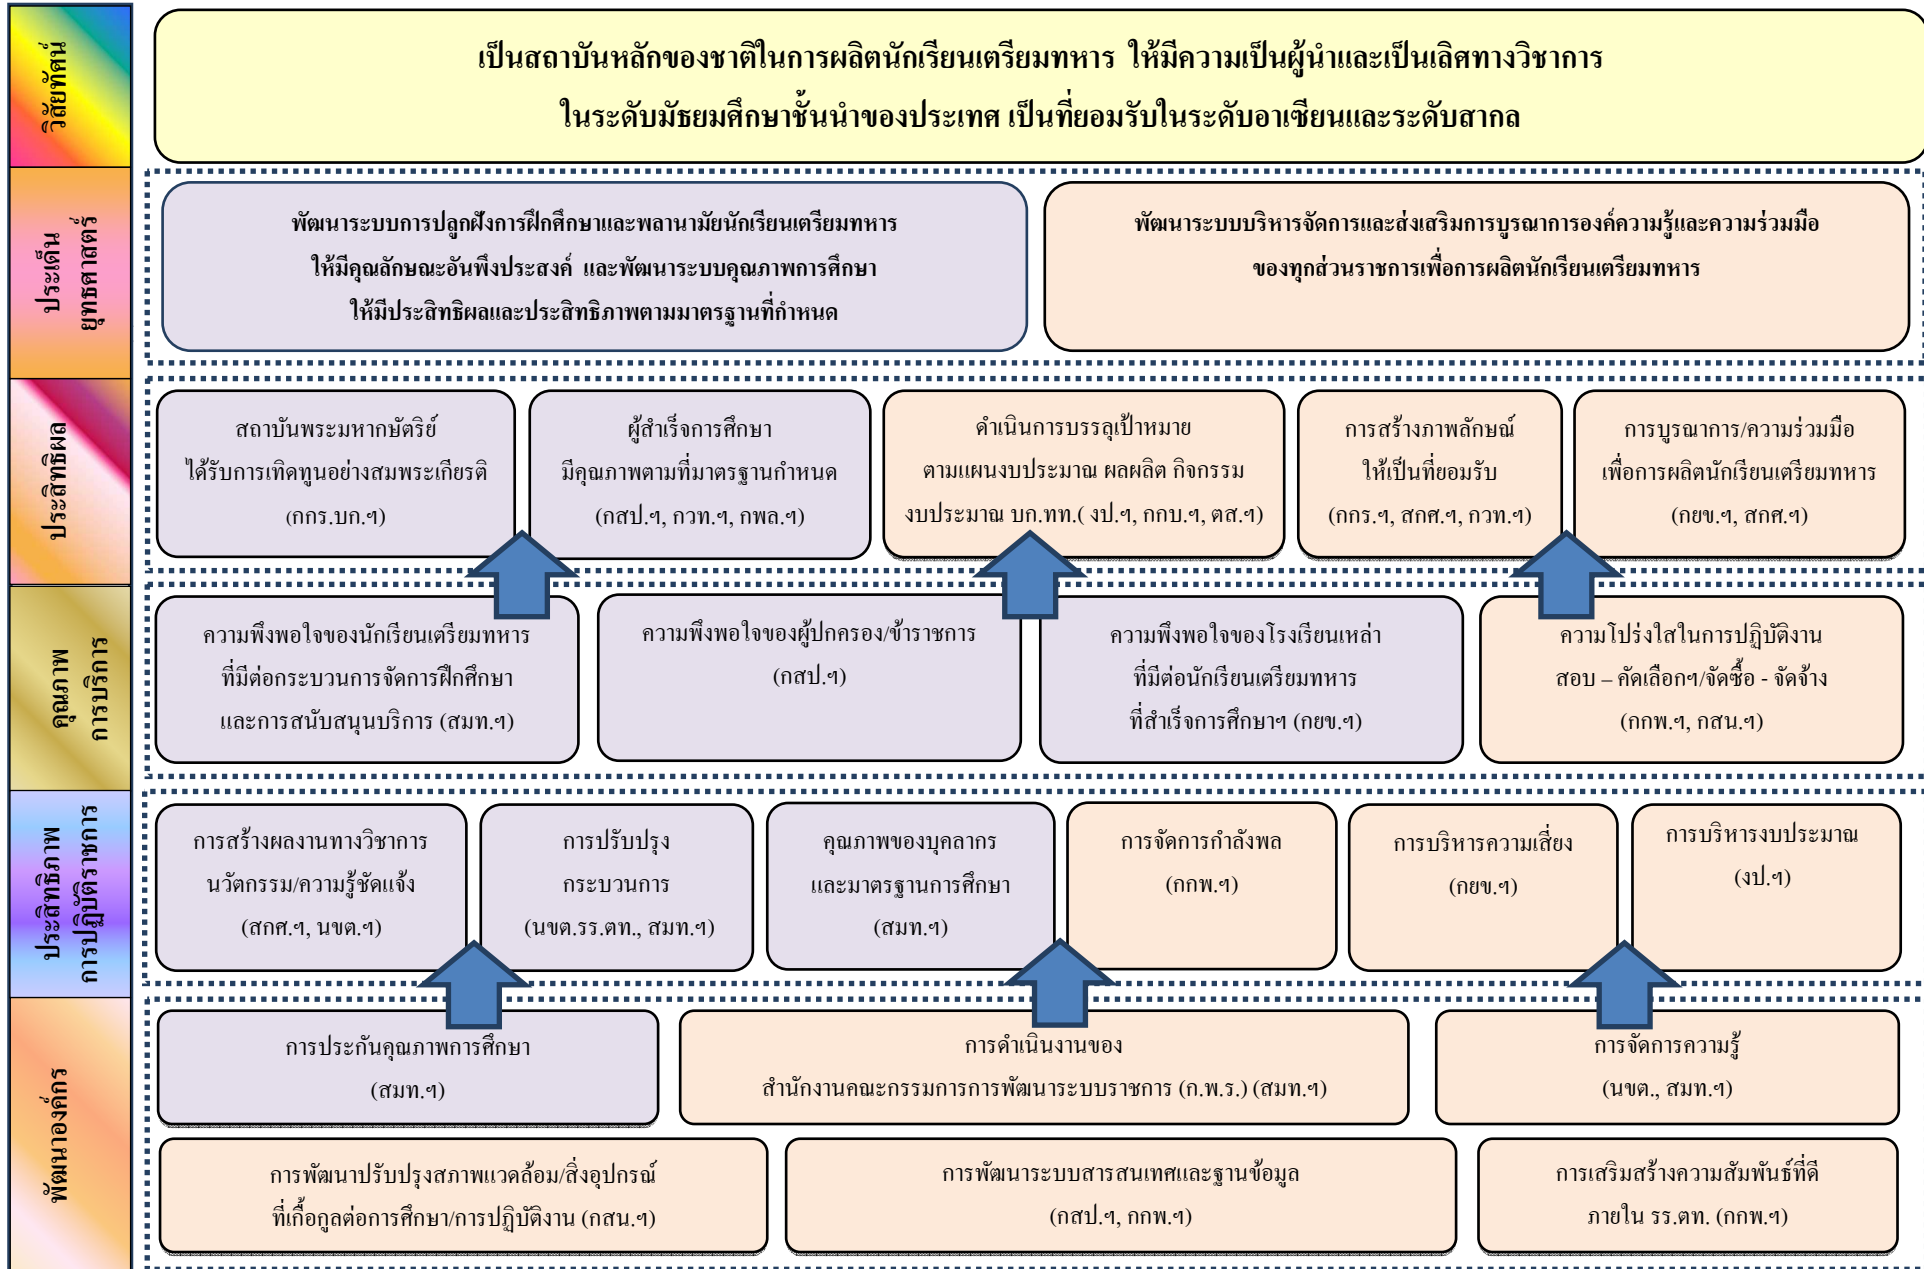 วิสัยทัศน์
เป็นสถาบันหลักของชาติในการผลิตนักเรียนเตรียมทหาร ให้มีความเป็นผู้นำและเป็นเลิศทางวิชาการ
ในระดับมัธยมศึกษาชั้นนำของประเทศ เป็นที่ยอมรับในระดับอาเซียนและระดับสากล
ประเด็น
ยุทธศาสตร์
พัฒนาระบบการปลูกฝังการฝึกศึกษาและพลานามัยนักเรียนเตรียมทหาร
ให้มีคุณลักษณะอันพึงประสงค์ และพัฒนาระบบคุณภาพการศึกษา
ให้มีประสิทธิผลและประสิทธิภาพตามมาตรฐานที่กำหนด
พัฒนาระบบบริหารจัดการและส่งเสริมการบูรณาการองค์ความรู้และความร่วมมือ
ของทุกส่วนราชการเพื่อการผลิตนักเรียนเตรียมทหาร
ประสิทธิผล
สถาบันพระมหากษัตริย์
ได้รับการเทิดทูนอย่างสมพระเกียรติ
(กกร.บก.ฯ)
ผู้สำเร็จการศึกษา
มีคุณภาพตามที่มาตรฐานกำหนด
(กสป.ฯ, กวท.ฯ, กพล.ฯ)
ดำเนินการบรรลุเป้าหมาย
ตามแผนงบประมาณ ผลผลิต กิจกรรม
งบประมาณ บก.ทท.( งป.ฯ, กกบ.ฯ, ตส.ฯ)
การสร้างภาพลักษณ์
ให้เป็นที่ยอมรับ
(กกร.ฯ, สกศ.ฯ, กวท.ฯ)
การบูรณาการ/ความร่วมมือ
เพื่อการผลิตนักเรียนเตรียมทหาร
(กยข.ฯ, สกศ.ฯ)
คุณภาพ
การบริการ
ความพึงพอใจของนักเรียนเตรียมทหาร
ที่มีต่อกระบวนการจัดการฝึกศึกษา
และการสนับสนุนบริการ (สมท.ฯ)
ความพึงพอใจของผู้ปกครอง/ข้าราชการ
(กสป.ฯ)
ความพึงพอใจของโรงเรียนเหล่า
ที่มีต่อนักเรียนเตรียมทหาร
ที่สำเร็จการศึกษาฯ (กยข.ฯ)
ความโปร่งใสในการปฏิบัติงาน
สอบ – คัดเลือกฯ/จัดซื้อ - จัดจ้าง
(กกพ.ฯ, กสน.ฯ)
ประสิทธิภาพ
การปฏิบัติราชการ
การสร้างผลงานทางวิชาการ
นวัตกรรม/ความรู้ชัดแจ้ง
(สกศ.ฯ, นขต.ฯ)
การปรับปรุง
กระบวนการ
(นขต.รร.ตท., สมท.ฯ)
คุณภาพของบุคลากร
และมาตรฐานการศึกษา
(สมท.ฯ)
การจัดการกำลังพล
(กกพ.ฯ)
การบริหารความเสี่ยง
(กยข.ฯ)
การบริหารงบประมาณ
(งป.ฯ)
พัฒนาองค์กร
การประกันคุณภาพการศึกษา
(สมท.ฯ)
การดำเนินงานของ
สำนักงานคณะกรรมการการพัฒนาระบบราชการ (ก.พ.ร.) (สมท.ฯ)
การจัดการความรู้
(นขต., สมท.ฯ)
การพัฒนาปรับปรุงสภาพแวดล้อม/สิ่งอุปกรณ์
ที่เกื้อกูลต่อการศึกษา/การปฏิบัติงาน (กสน.ฯ)
การพัฒนาระบบสารสนเทศและฐานข้อมูล
(กสป.ฯ, กกพ.ฯ)
การเสริมสร้างความสัมพันธ์ที่ดี
ภายใน รร.ตท. (กกพ.ฯ)